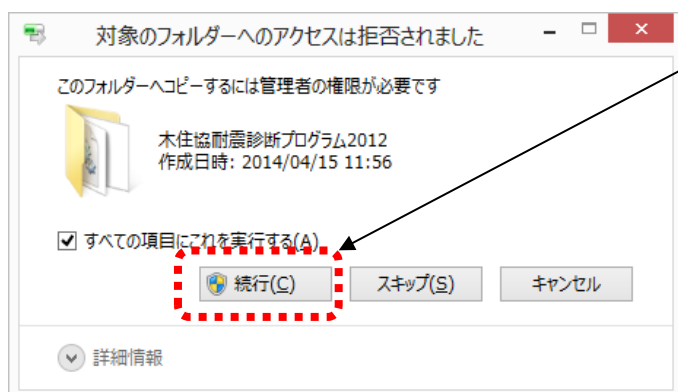 対象のフォルダーへのアクセスは拒否されました
このフォルダーへコピーするには管理者の権限が必要です
木住協耐震診断プログラム2012
作成日時: 2014/04/15 11:56
すべての項目にこれを実行する(A)
続行(C) スキップ(S) キャンセル
詳細情報